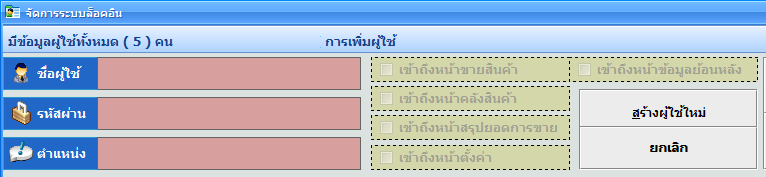 จัดการระบบล็อคอิน
มีข้อมูลผู้ใช้ทั้งหมด ( 5 ) คน การเพิ่มผู้ใช้
ชื่อผู้ใช้
รหัสผ่าน
ตำแหน่ง
เข้าถึงหน้าขายสินค้า
เข้าถึงหน้าคลังสินค้า
เข้าถึงหน้าสรุปยอดการขาย
เข้าถึงหน้าตั้งค่า
เข้าถึงหน้าข้อมูลย้อนหลัง
สร้างผู้ใช้ใหม่
ยกเลิก